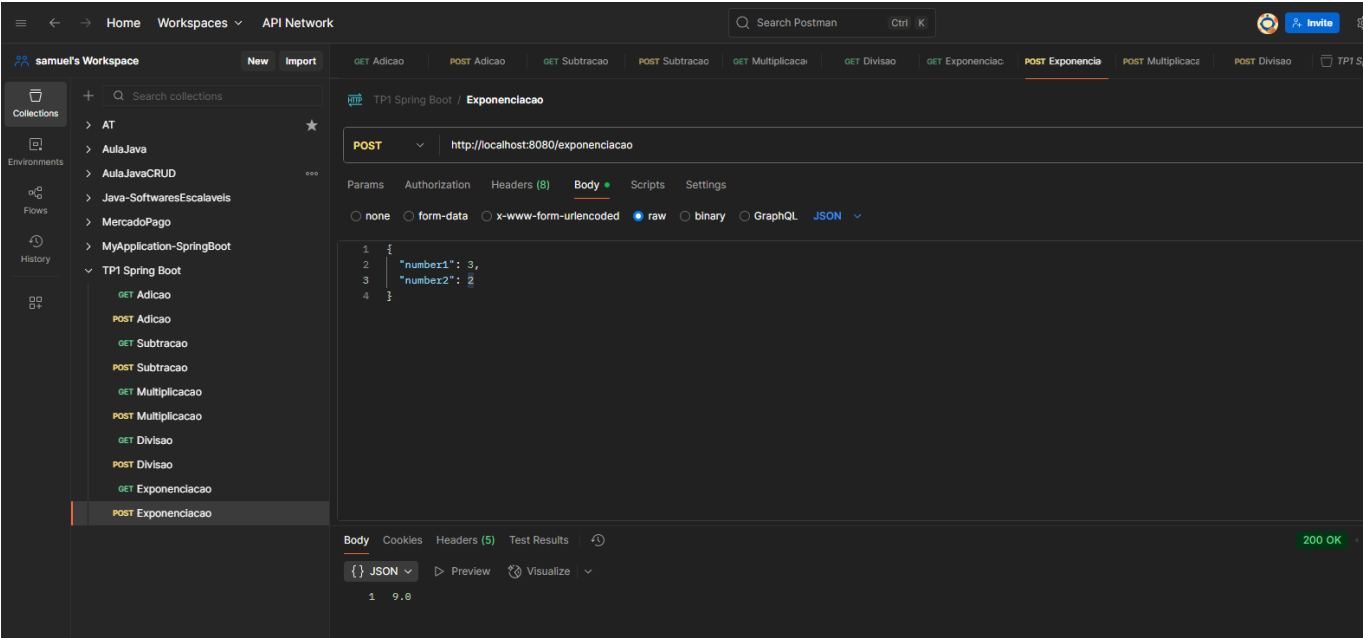 Home Workspaces API Network
Search Postman Ctrl K
Invite
samuel's Workspace New Import
GET Adicao POST Adicao GET Subtracao POST Subtracao GET Multiplicacao GET Divisao GET Exponenciac POST Exponencia POST Multiplicaca POST Divisao TP1 S
Collections
Environments
Flows
History
Search collections
AT
AulaJava
AulaJavaCRUD
Java-SoftwaresEscalaveis
MercadoPago
MyApplication-SpringBoot
TP1 Spring Boot
GET Adicao
POST Adicao
GET Subtracao
POST Subtracao
GET Multiplicacao
POST Multiplicacao
GET Divisao
POST Divisao
GET Exponenciacao
POST Exponenciacao
HTTP TP1 Spring Boot / Exponenciacao
POST http://localhost:8080/exponenciacao
Params Authorization Headers (8) Body Scripts Settings
none form-data x-www-form-urlencoded raw binary GraphQL JSON
1 {
2 "number1": 3,
3 "number2": 2
4 }
Body Cookies Headers (5) Test Results 200 OK
{} JSON Preview Visualize
1 9.0